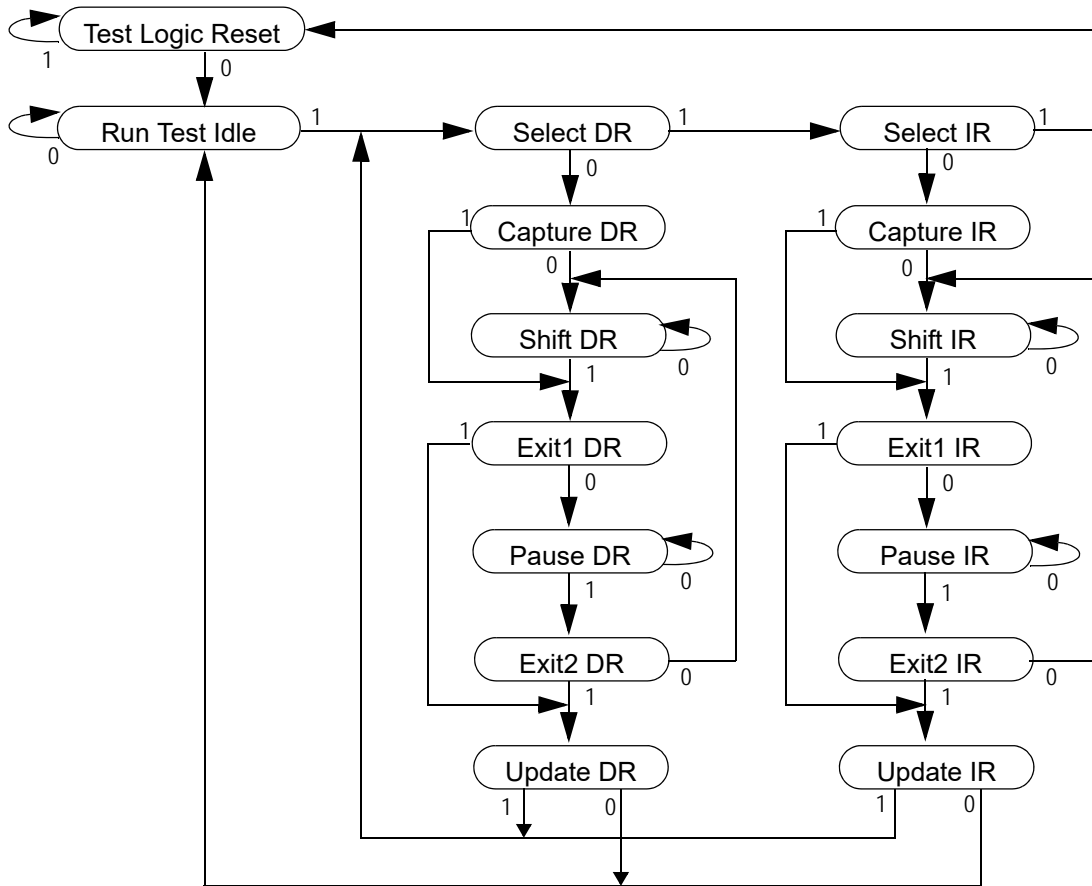 Test Logic Reset
1
0
Run Test Idle
1
Select DR
1
Select IR
1
0
0
0
1
Capture DR
1
Capture IR
0
0
Shift DR
Shift IR
0
0
1
1
1
Exit1 DR
1
Exit1 IR
0
0
Pause DR
Pause IR
0
0
1
1
Exit2 DR
Exit2 IR
0
0
1
1
Update DR
Update IR
1
0
1
0